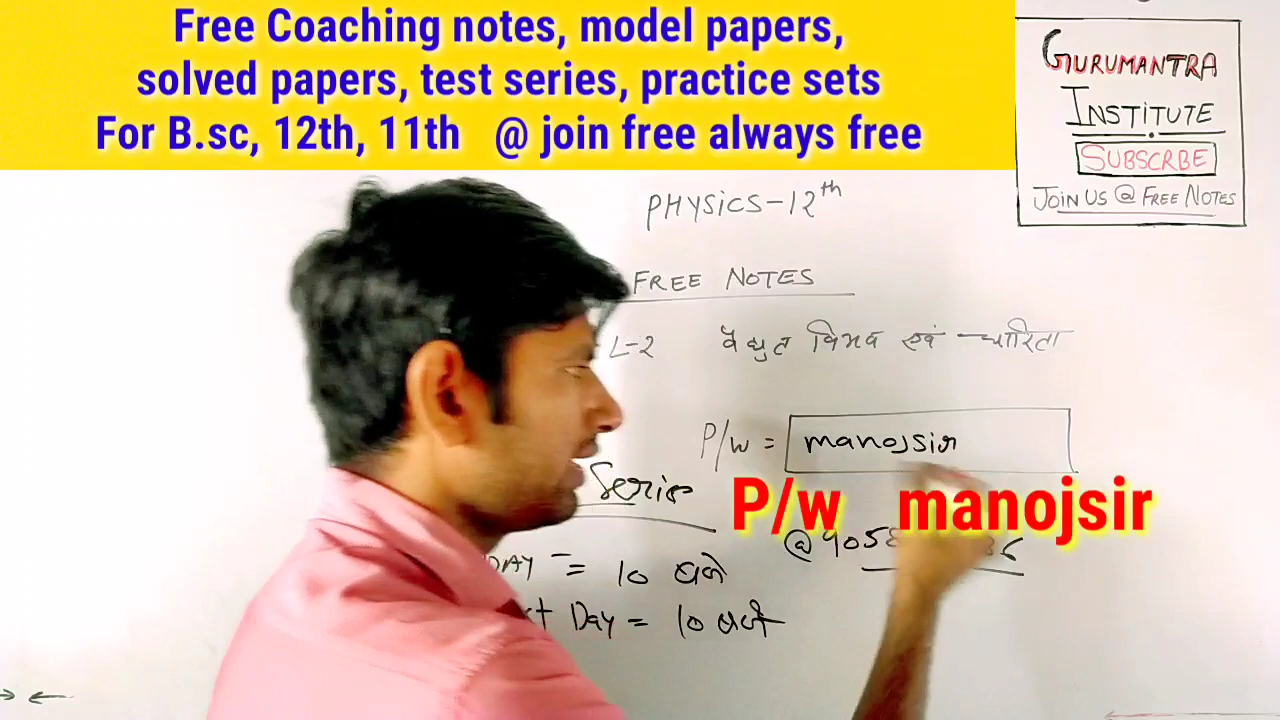 Free Coaching notes, model papers,
solved papers, test series, practice sets
For B.sc, 12th, 11th @ join free always free
GURUMANTRA
INSTITUTE
SUBSCRBE
JOIN US @ FREE NOTES
PHYSICS-12th
FREE NOTES
L-2 वैद्युत विभव एवं धारिता
P/w = manojsir
P/w manojsir
Series
DAY = 10 बजे
Day = 10 बजे